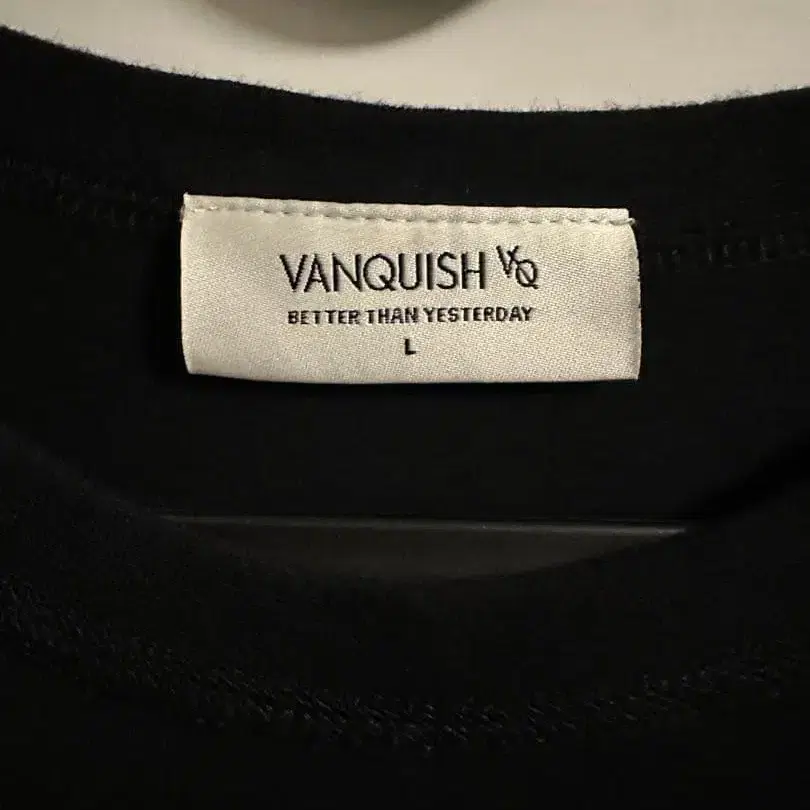 VANQUISH VQ
BETTER THAN YESTERDAY
L